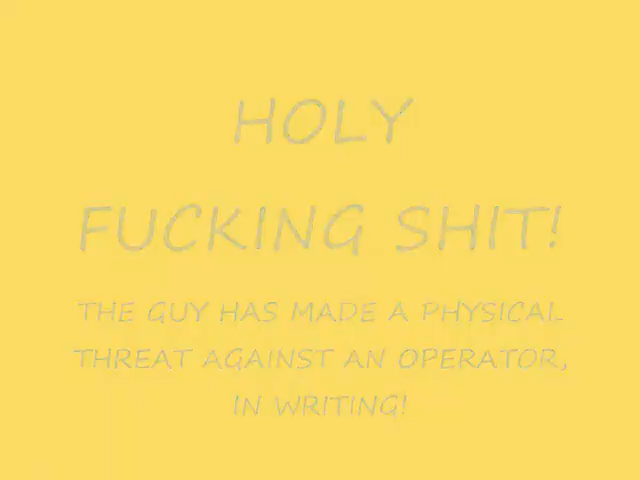 HOLY
FUCKING SHIT!
THE GUY HAS MADE A PHYSICAL
THREAT AGAINST AN OPERATOR,
IN WRITING!